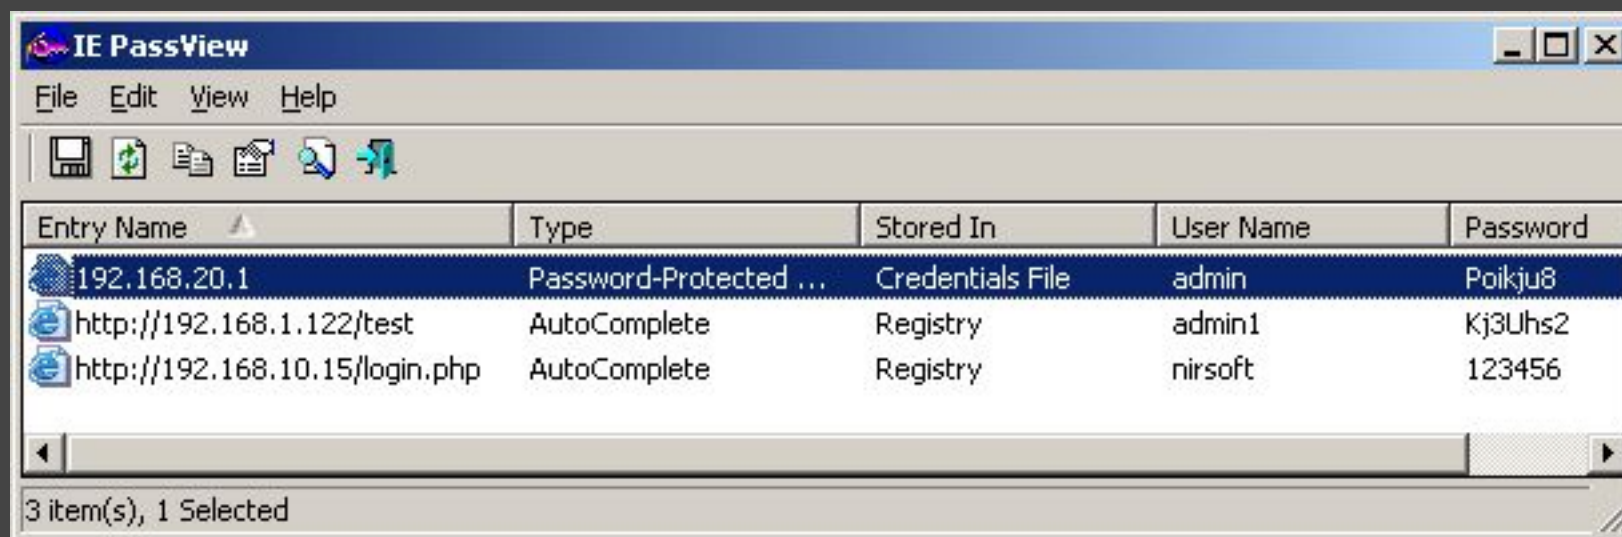 IE PassView
File Edit View Help
Entry Name Type Stored In User Name Password
192.168.20.1 Password-Protected ... Credentials File admin Poikju8
http://192.168.1.122/test AutoComplete Registry admin1 Kj3Uhs2
http://192.168.10.15/login.php AutoComplete Registry nirsoft 123456
3 item(s), 1 Selected